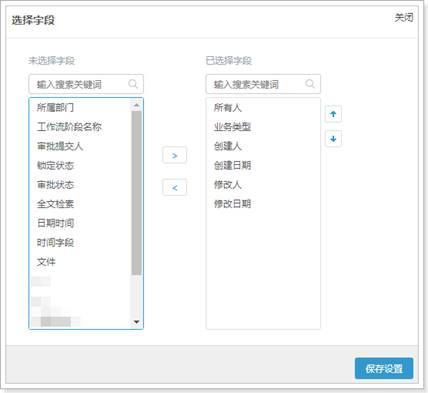 选择字段
关闭
未选择字段
已选择字段
输入搜索关键词
输入搜索关键词
所属部门
工作流阶段名称
审批提交人
锁定状态
审批状态
全文检索
日期时间
时间字段
文件
>
<
所有人
业务类型
创建人
创建日期
修改人
修改日期
保存设置